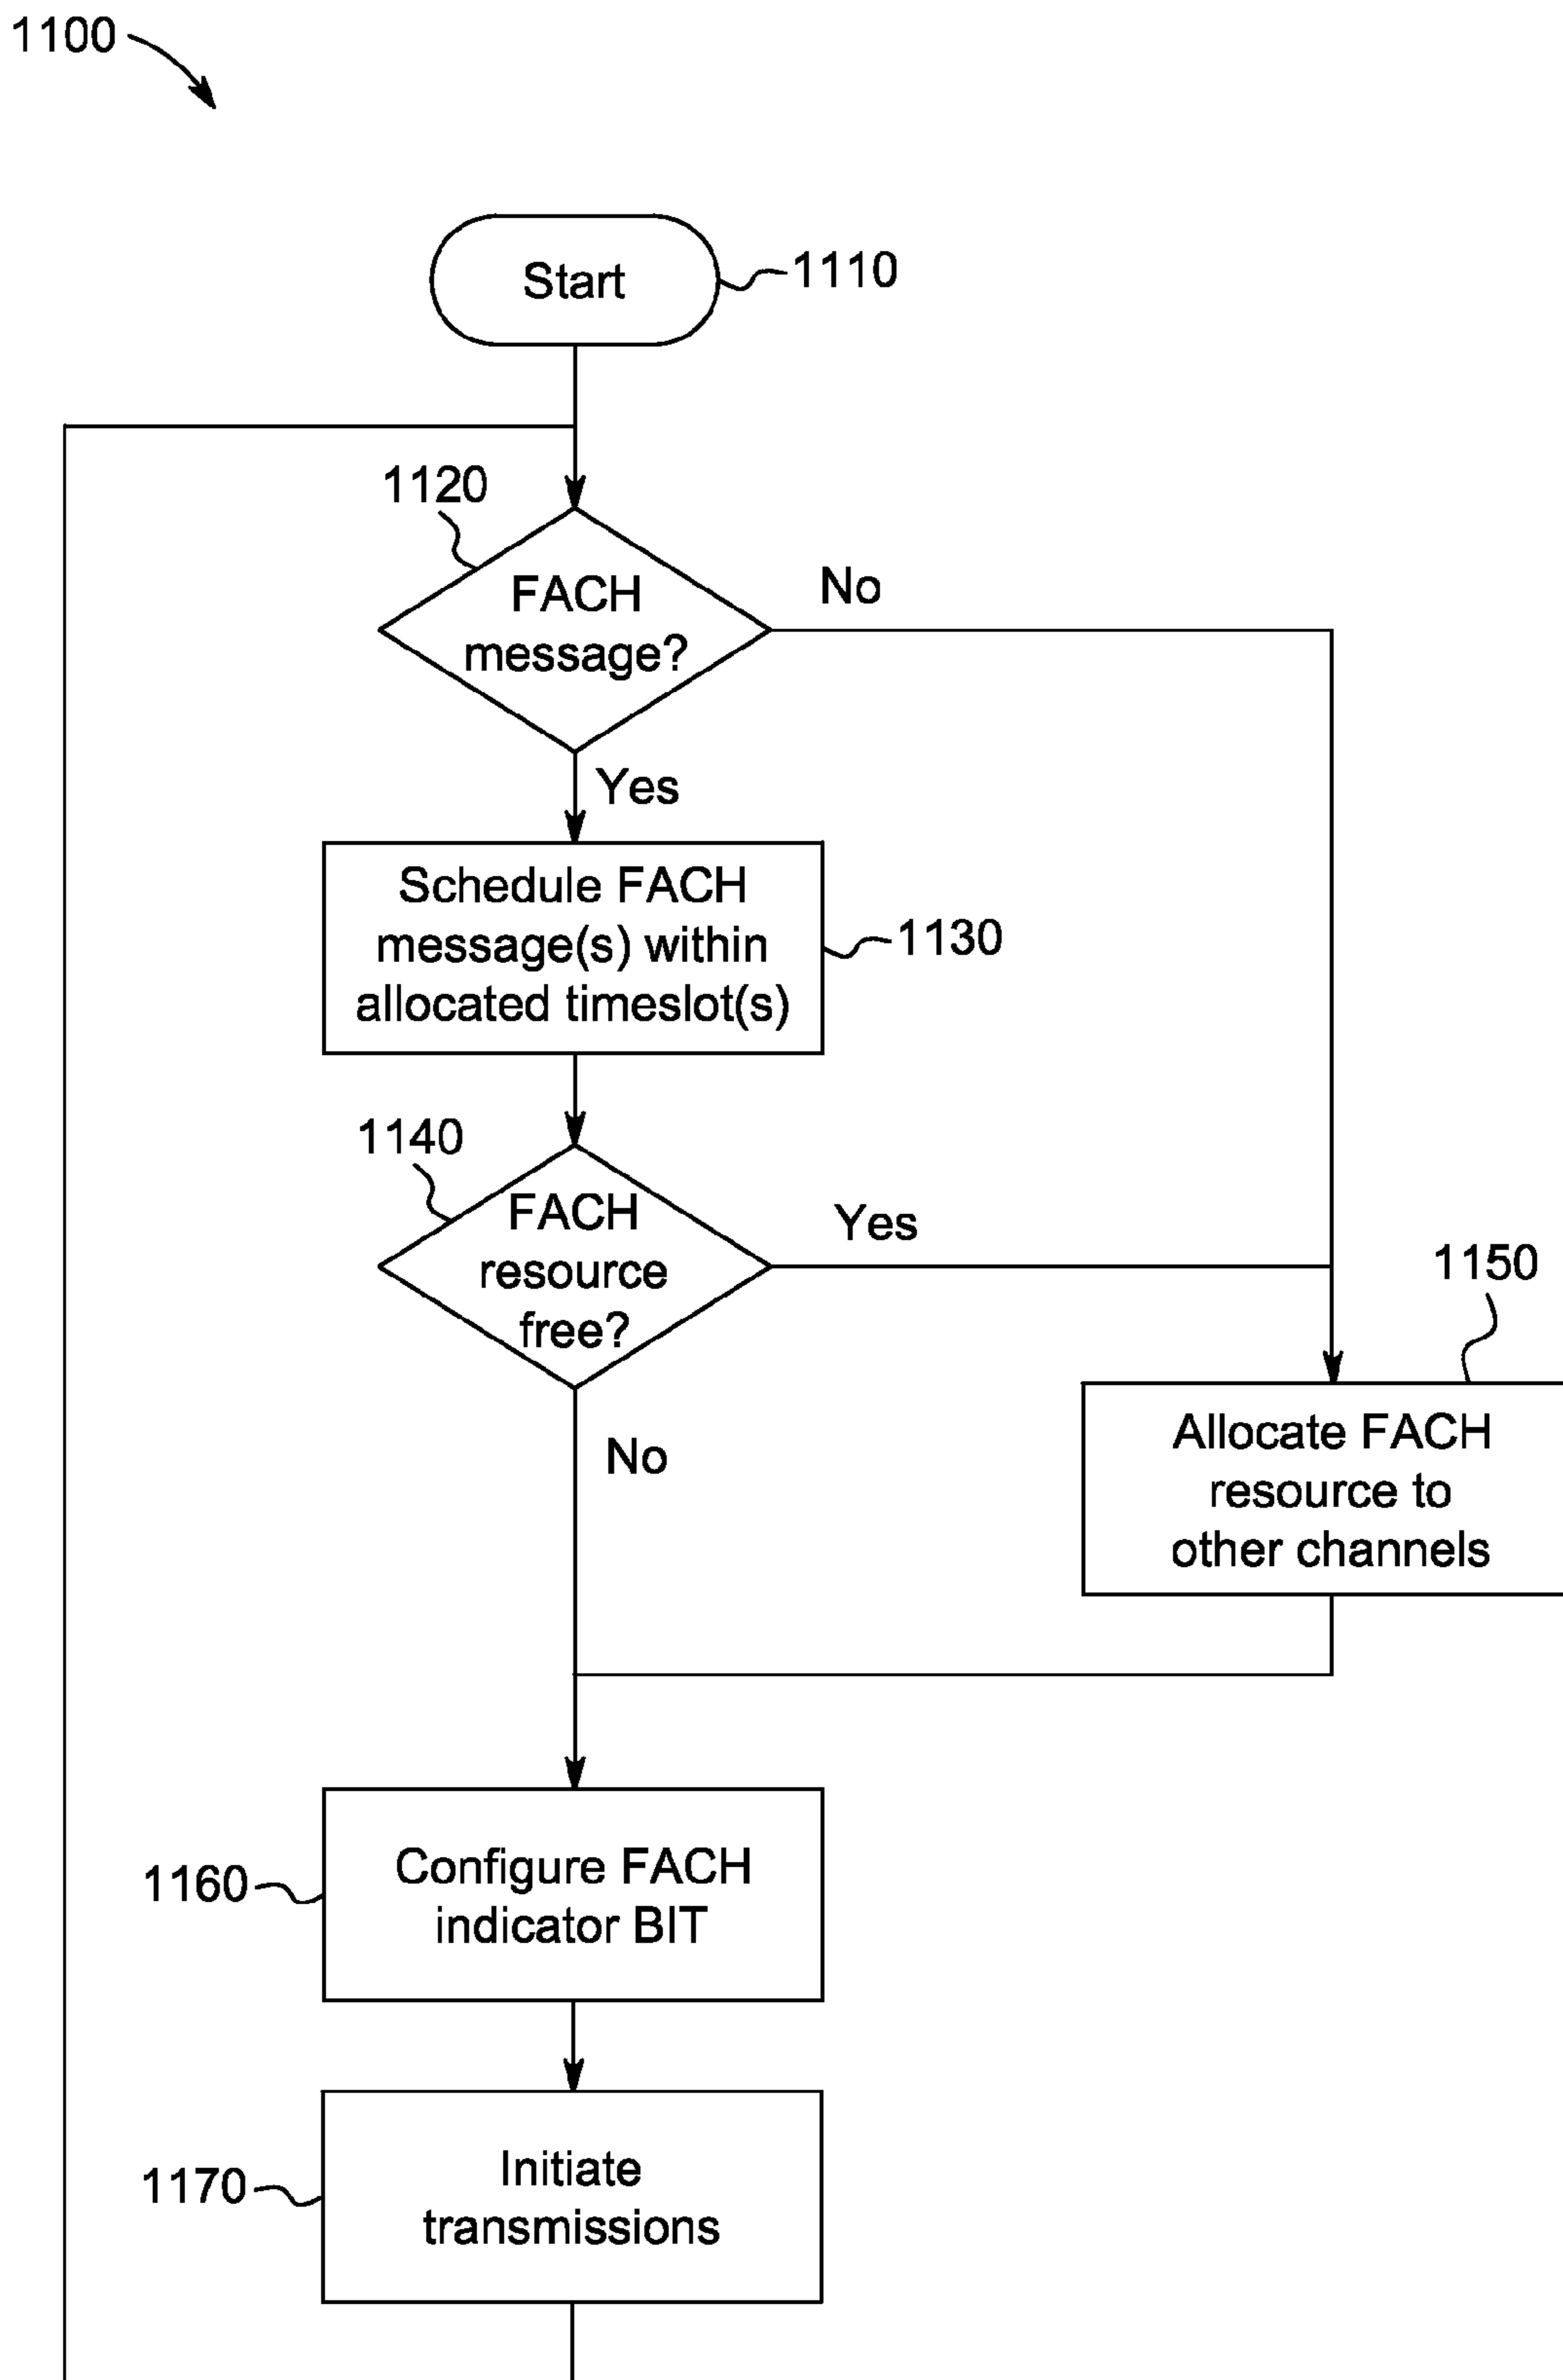 1100
Start
1110
1120
FACH
message?
No
Yes
Schedule FACH
message(s) within
allocated timeslot(s)
1130
1140
FACH
resource
free?
Yes
No
1150
Allocate FACH
resource to
other channels
1160
Configure FACH
indicator BIT
1170
Initiate
transmissions